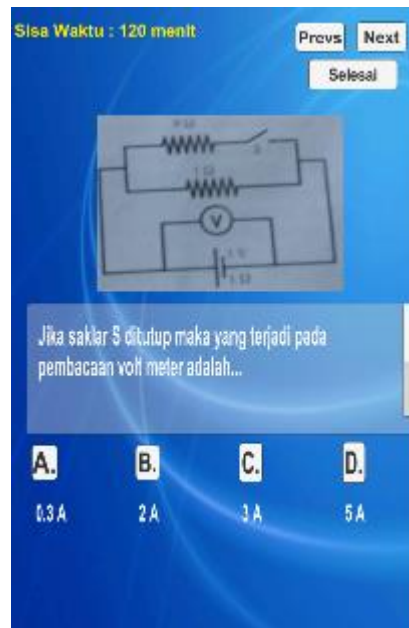 Sisa Waktu : 120 menit
Prevs
Next
Selesai
S
V
Jika saklar S ditutup maka yang terjadi pada
pembacaan volt meter adalah...
A.
B.
C.
D.
0.3 A
2 A
3 A
5 A